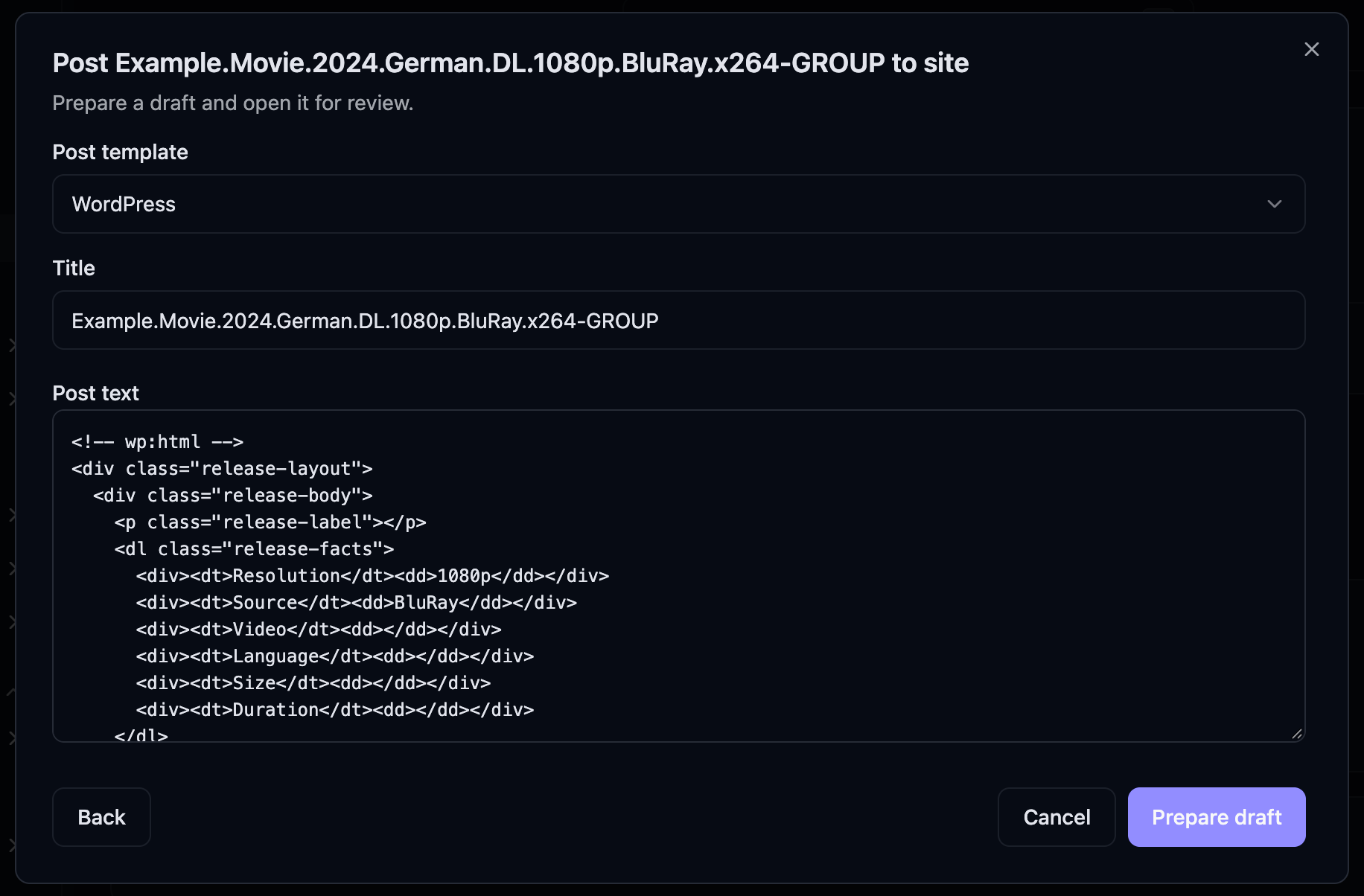 Post Example.Movie.2024.German.DL.1080p.BluRay.x264-GROUP to site
Prepare a draft and open it for review.
Post template
WordPress
Title
Example.Movie.2024.German.DL.1080p.BluRay.x264-GROUP
Post text
<!-- wp:html -->
<div class="release-layout">
  <div class="release-body">
    <p class="release-label"></p>
    <dl class="release-facts">
      <div><dt>Resolution</dt><dd>1080p</dd></div>
      <div><dt>Source</dt><dd>BluRay</dd></div>
      <div><dt>Video</dt><dd></dd></div>
      <div><dt>Language</dt><dd></dd></div>
      <div><dt>Size</dt><dd></dd></div>
      <div><dt>Duration</dt><dd></dd></div>
    </dl>
Back
Cancel
Prepare draft